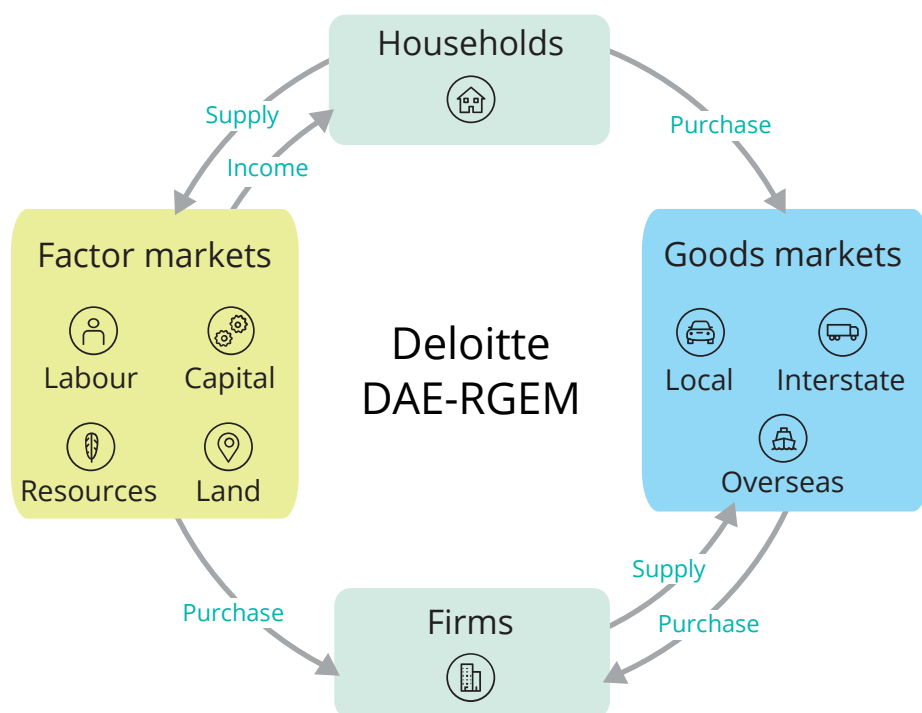 Households
Supply
Income
Purchase
Factor markets
Labour
Capital
Resources
Land
Deloitte
DAE-RGEM
Goods markets
Local
Interstate
Overseas
Purchase
Supply
Purchase
Firms